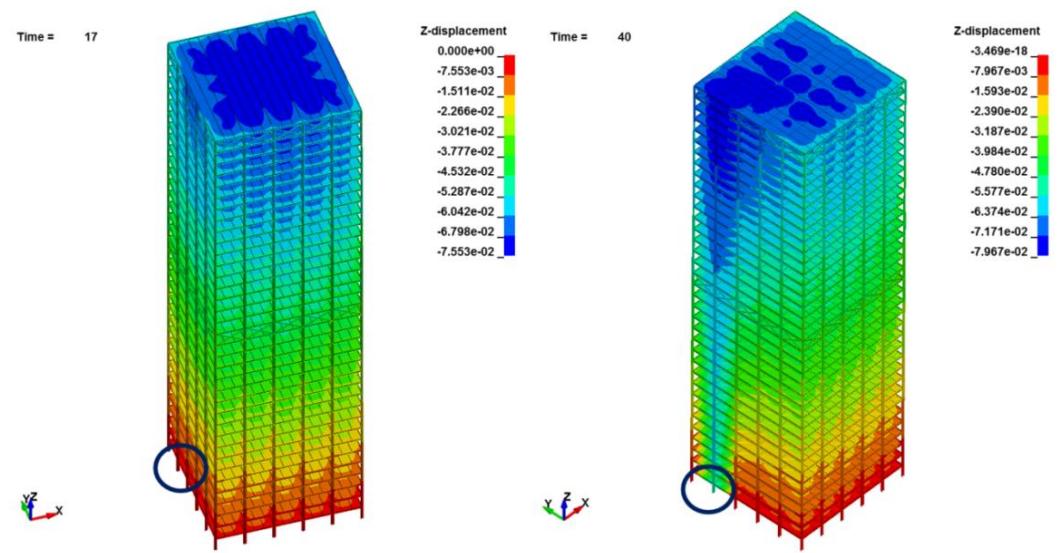 Time = 17
Z-displacement
0.000e+00
-7.553e-03
-1.511e-02
-2.266e-02
-3.021e-02
-3.777e-02
-4.532e-02
-5.287e-02
-6.042e-02
-6.798e-02
-7.553e-02
Z
Y
X
Time = 40
Z-displacement
-3.469e-18
-7.967e-03
-1.593e-02
-2.390e-02
-3.187e-02
-3.984e-02
-4.780e-02
-5.577e-02
-6.374e-02
-7.171e-02
-7.967e-02
Z
Y
X